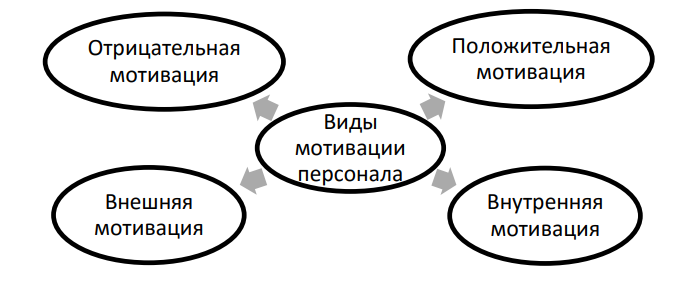 Отрицательная
мотивация
Положительная
мотивация
Виды
мотивации
персонала
Внешняя
мотивация
Внутренняя
мотивация